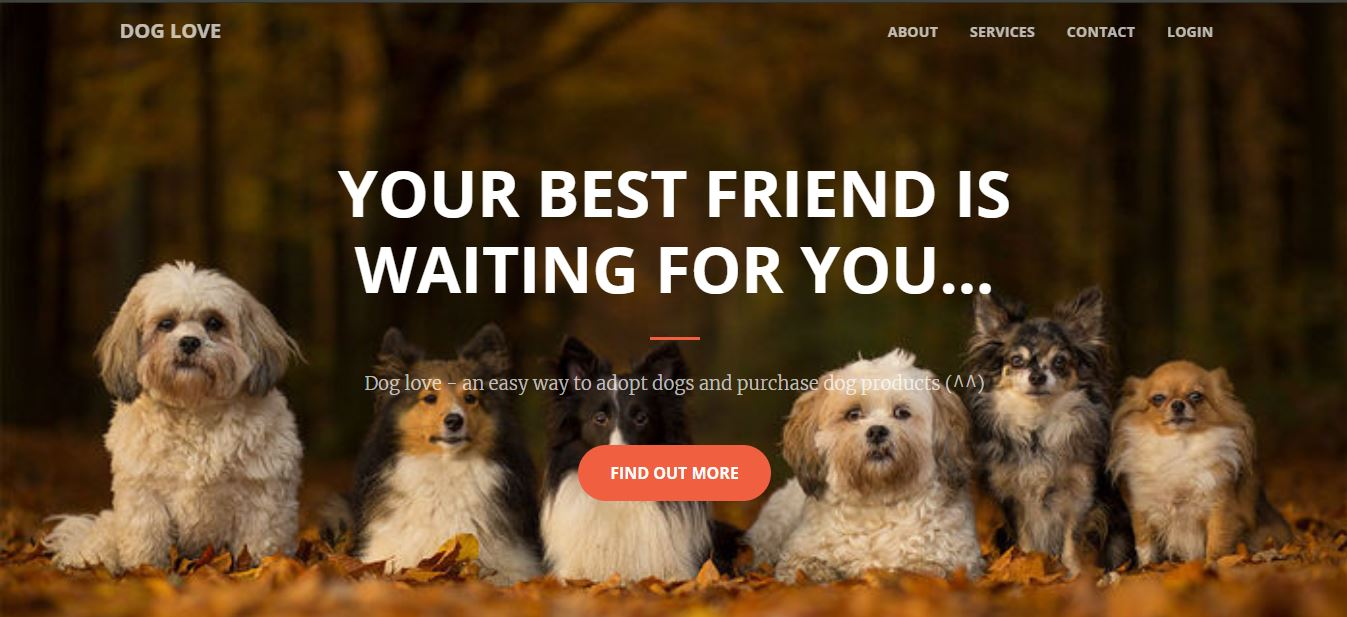 DOG LOVE
ABOUT SERVICES CONTACT LOGIN
YOUR BEST FRIEND IS
WAITING FOR YOU...
Dog love - an easy way to adopt dogs and purchase dog products (^^)
FIND OUT MORE